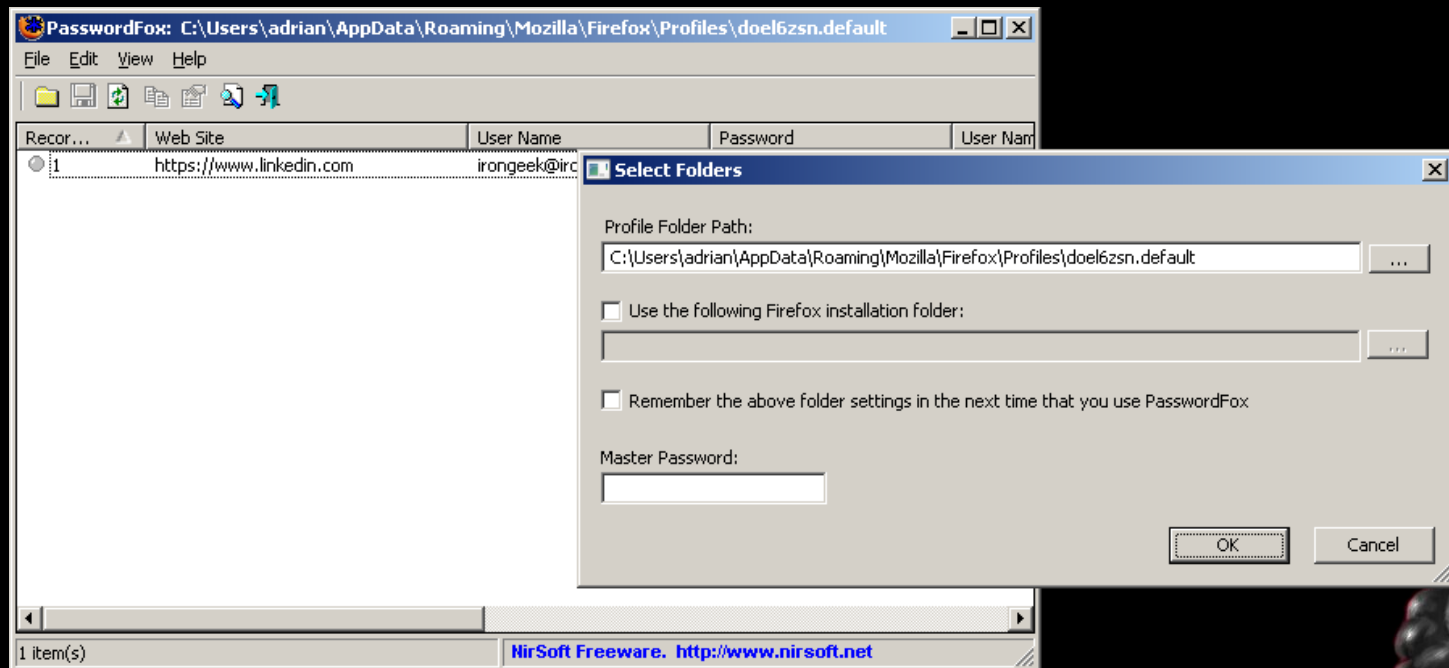 PasswordFox: C:\Users\adrian\AppData\Roaming\Mozilla\Firefox\Profiles\doel6zsn.default
File Edit View Help
Recor... Web Site User Name Password User Nam
1 https://www.linkedin.com irongeek@irc
Select Folders
Profile Folder Path:
C:\Users\adrian\AppData\Roaming\Mozilla\Firefox\Profiles\doel6zsn.default
...
Use the following Firefox installation folder:
...
Remember the above folder settings in the next time that you use PasswordFox
Master Password:
OK Cancel
1 item(s) NirSoft Freeware. http://www.nirsoft.net